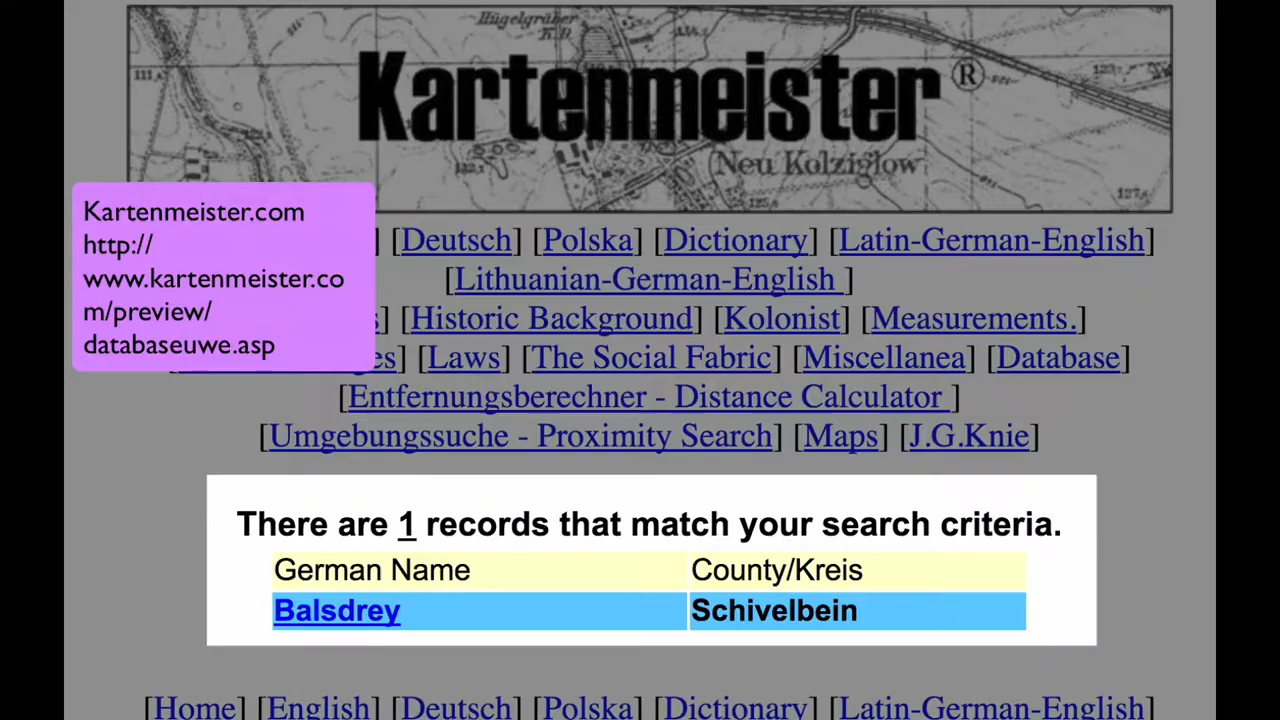 Hügelgräber
Kartenmeister ®
Neu Kolziglow
Kartenmeister.com
http://
www.kartenmeister.co
m/preview/
databaseuwe.asp
] [Deutsch] [Polska] [Dictionary] [Latin-German-English]
[Lithuanian-German-English ]
s] [Historic Background] [Kolonist] [Measurements.]
es] [Laws] [The Social Fabric] [Miscellanea] [Database]
[Entfernungsberechner - Distance Calculator ]
[Umgebungssuche - Proximity Search] [Maps] [J.G.Knie]
There are 1 records that match your search criteria.
German Name County/Kreis
Balsdrey Schivelbein
[Home] [English] [Deutsch] [Polska] [Dictionary] [Latin-German-English]